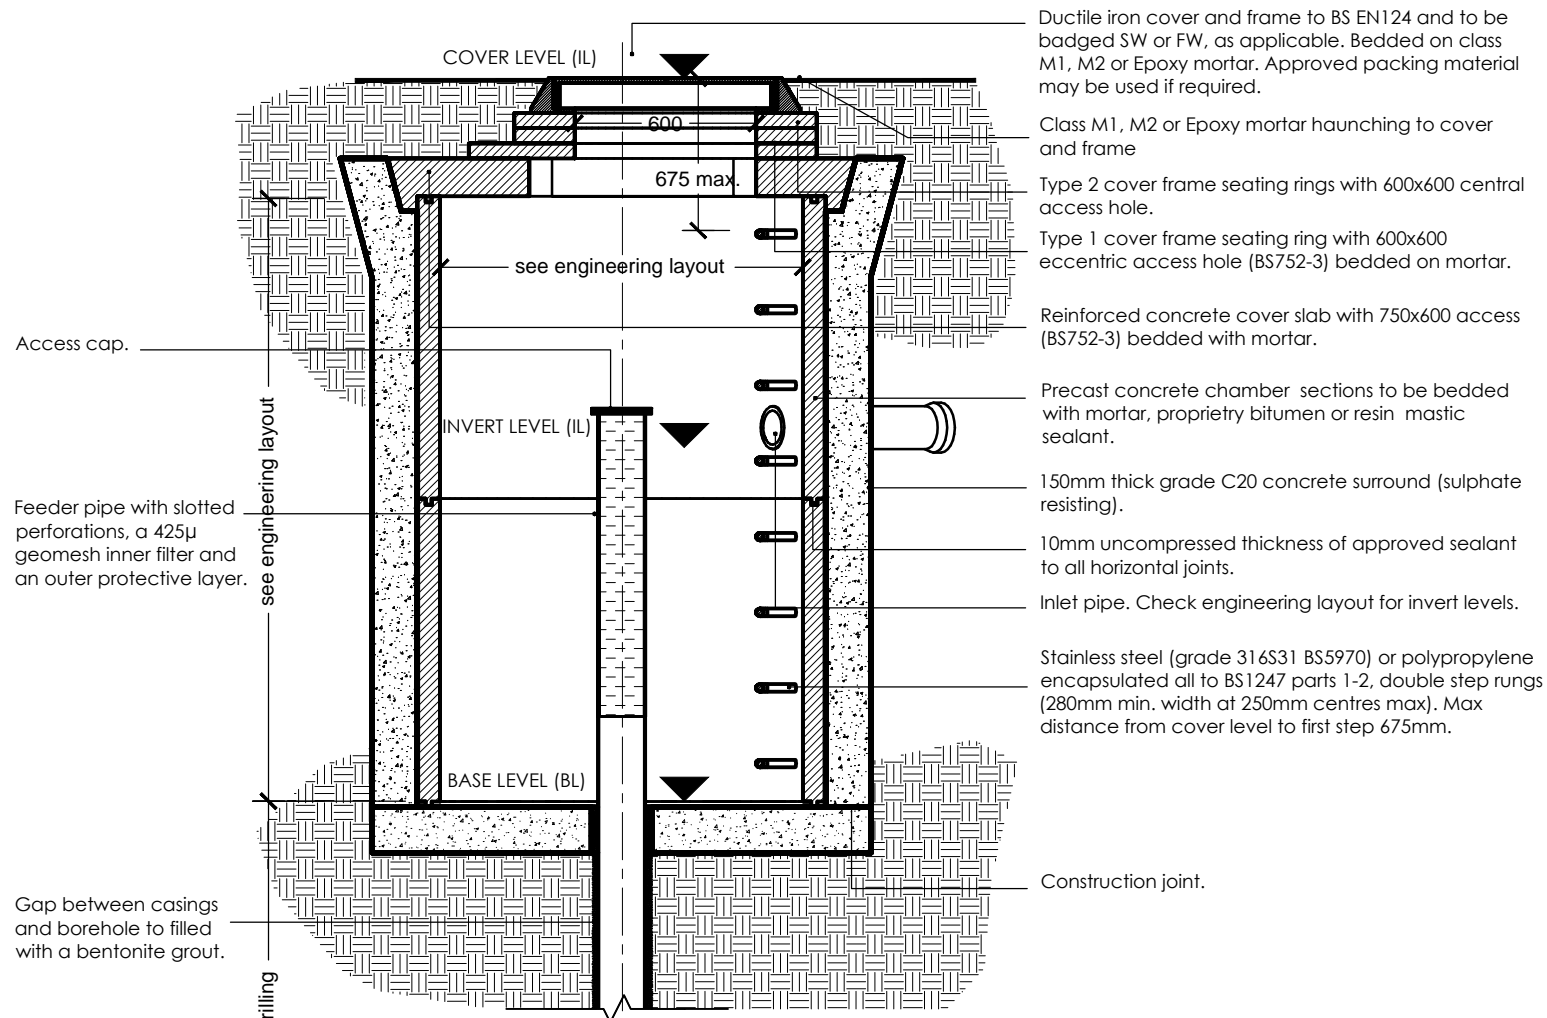 COVER LEVEL (IL)
600
675 max.
see engineering layout
Access cap.
INVERT LEVEL (IL)
see engineering layout
Feeder pipe with slotted
perforations, a 425µ
geomesh inner filter and
an outer protective layer.
BASE LEVEL (BL)
Gap between casings
and borehole to filled
with a bentonite grout.
rilling
Ductile iron cover and frame to BS EN124 and to be
badged SW or FW, as applicable. Bedded on class
M1, M2 or Epoxy mortar. Approved packing material
may be used if required.
Class M1, M2 or Epoxy mortar haunching to cover
and frame
Type 2 cover frame seating rings with 600x600 central
access hole.
Type 1 cover frame seating ring with 600x600
eccentric access hole (BS752-3) bedded on mortar.
Reinforced concrete cover slab with 750x600 access
(BS752-3) bedded with mortar.
Precast concrete chamber sections to be bedded
with mortar, proprietry bitumen or resin mastic
sealant.
150mm thick grade C20 concrete surround (sulphate
resisting).
10mm uncompressed thickness of approved sealant
to all horizontal joints.
Inlet pipe. Check engineering layout for invert levels.
Stainless steel (grade 316S31 BS5970) or polypropylene
encapsulated all to BS1247 parts 1-2, double step rungs
(280mm min. width at 250mm centres max). Max
distance from cover level to first step 675mm.
Construction joint.